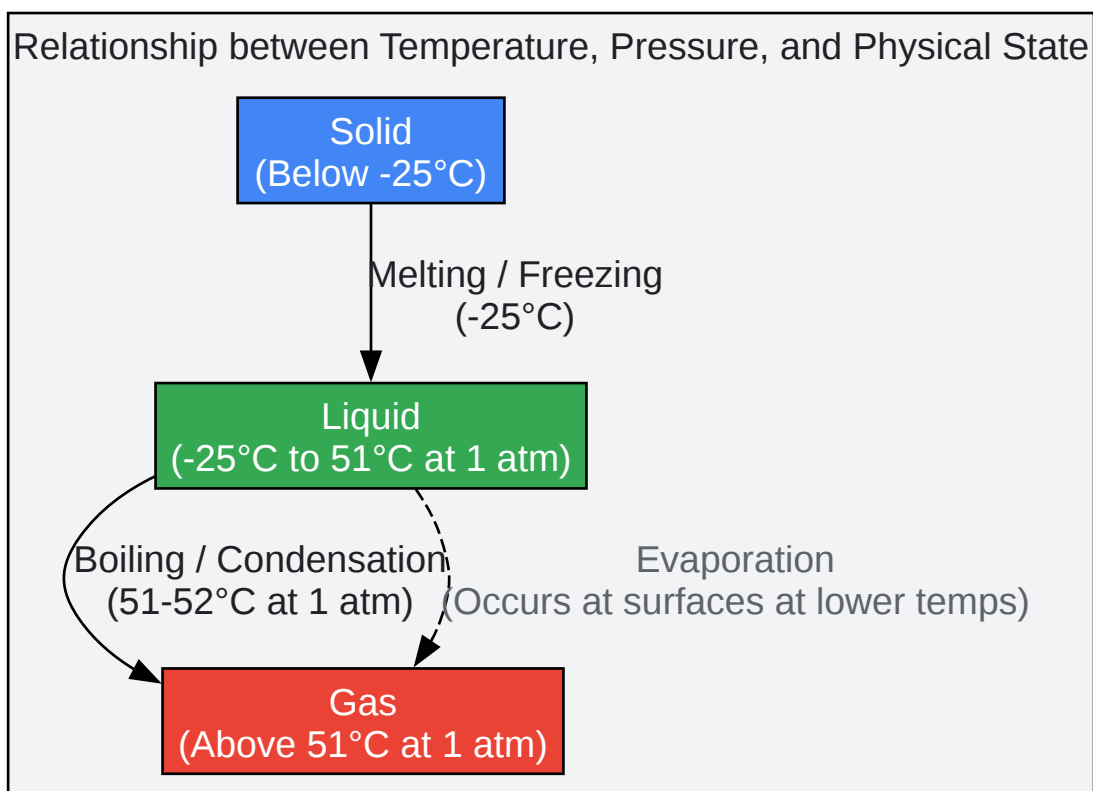 Relationship between Temperature, Pressure, and Physical State
Solid
(Below -25°C)
Melting / Freezing
(-25°C)
Liquid
(-25°C to 51°C at 1 atm)
Boiling / Condensation
(51-52°C at 1 atm)
Evaporation
(Occurs at surfaces at lower temps)
Gas
(Above 51°C at 1 atm)